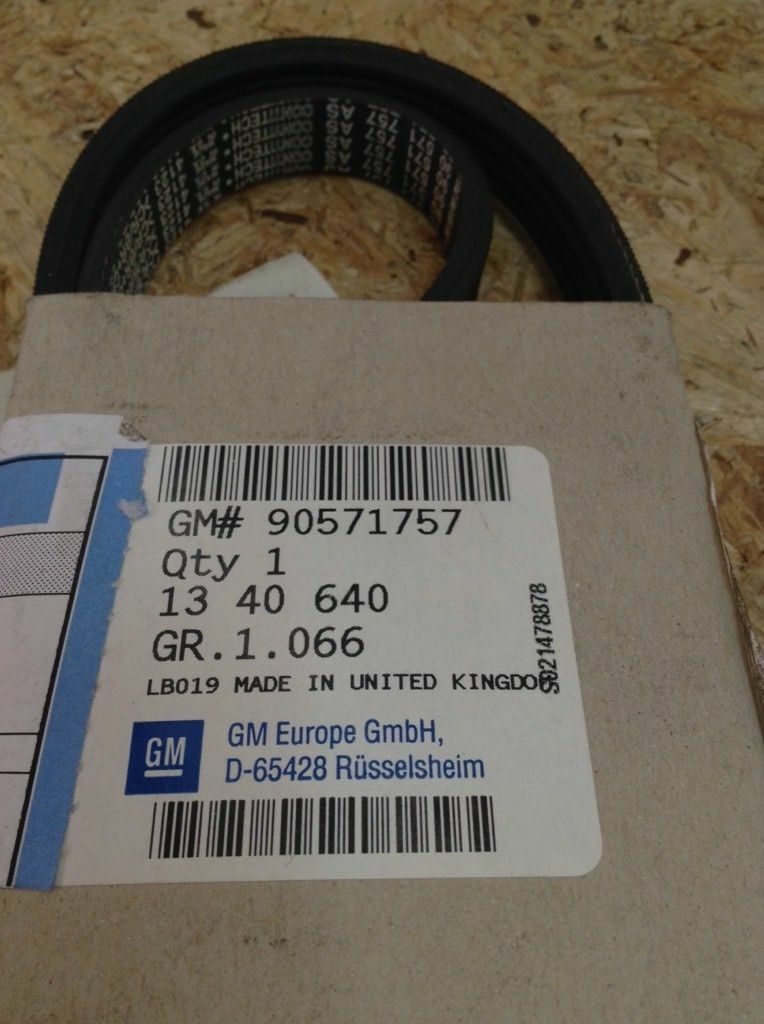 GM# 90571757
Qty 1
13 40 640
GR.1.066
LB019 MADE IN UNITED KINGDOM
S021478878
GM
GM Europe GmbH,
D-65428 Rüsselsheim